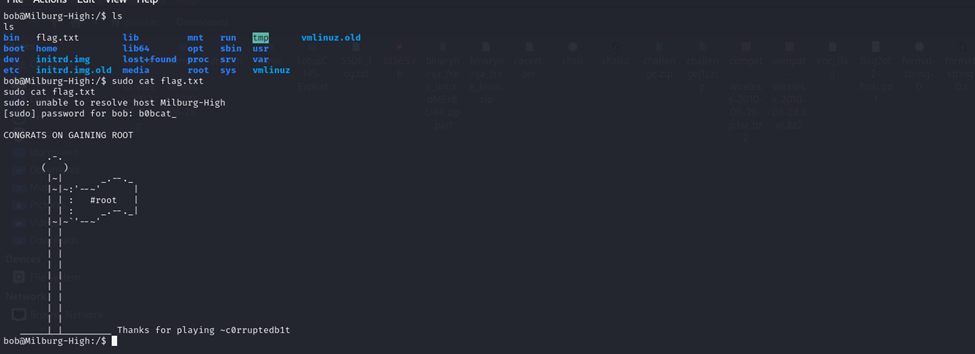 File Actions Edit View Help
bob@Milburg-High:/$ ls
ls
bin flag.txt lib mnt run tmp vmlinuz.old
boot home lib64 opt sbin usr
dev initrd.img lost+found proc srv var
etc initrd.img.old media root sys vmlinuz
bob@Milburg-High:/$ sudo cat flag.txt
sudo cat flag.txt
sudo: unable to resolve host Milburg-High
[sudo] password for bob: b0bcat_
CONGRATS ON GAINING ROOT
#root
Thanks for playing ~c0rruptedb1t
bob@Milburg-High:/$